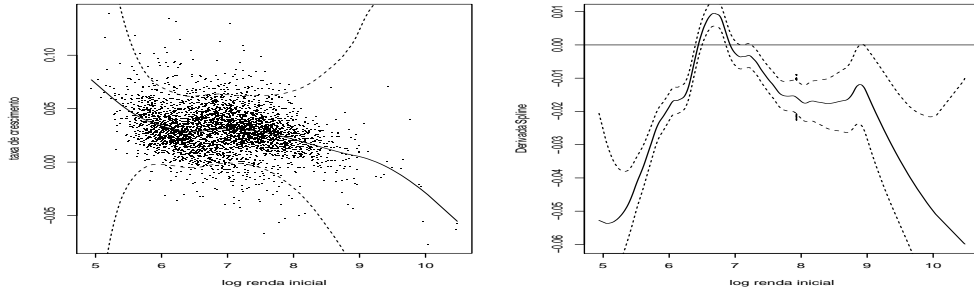 taxa de crescimento
0.10
0.05
0.00
-0.05
5 6 7 8 9 10
log renda inicial
Derivada Spline
0.01
0.00
-0.01
-0.02
-0.03
-0.04
-0.05
-0.06
5 6 7 8 9 10
log renda inicial